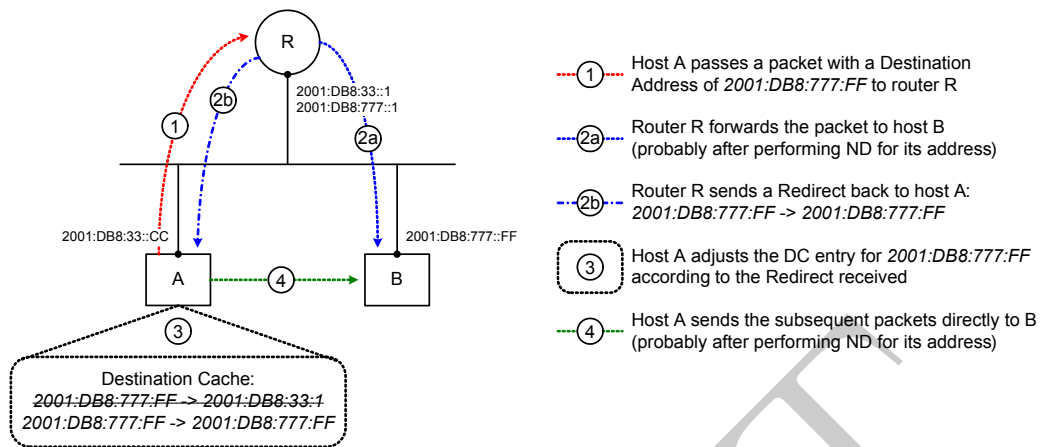 R
2001:DB8:33::1
2001:DB8:777::1
1
2b
2a
2001:DB8:33::CC
2001:DB8:777::FF
A
4
B
3
Destination Cache:
2001:DB8:777:FF -> 2001:DB8:33:1
2001:DB8:777:FF -> 2001:DB8:777:FF
1
Host A passes a packet with a Destination
Address of 2001:DB8:777:FF to router R
2a
Router R forwards the packet to host B
(probably after performing ND for its address)
2b
Router R sends a Redirect back to host A:
2001:DB8:777:FF -> 2001:DB8:777:FF
3
Host A adjusts the DC entry for 2001:DB8:777:FF
according to the Redirect received
4
Host A sends the subsequent packets directly to B
(probably after performing ND for its address)
T